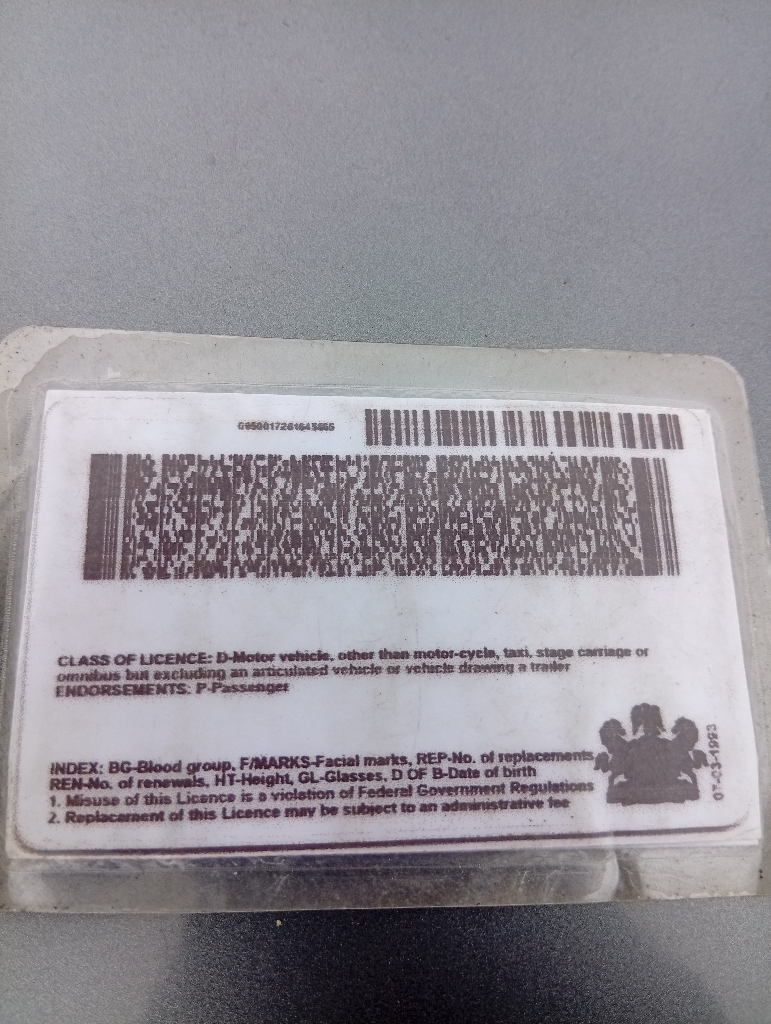 CLASS OF LICENCE: D-Motor vehicle, other than motor-cycle, taxi, stage carriage or
omnibus but excluding an articulated vehicle or vehicle drawing a trailer
ENDORSEMENTS: P-Passenger
INDEX: BG-Blood group, F/MARKS-Facial marks, REP-No. of replacements
REN-No. of renewals, HT-Height, GL-Glasses, D OF B-Date of birth
1. Misuse of this Licence is a violation of Federal Government Regulations
2. Replacement of this Licence may be subject to an administrative fee
07-03-1993